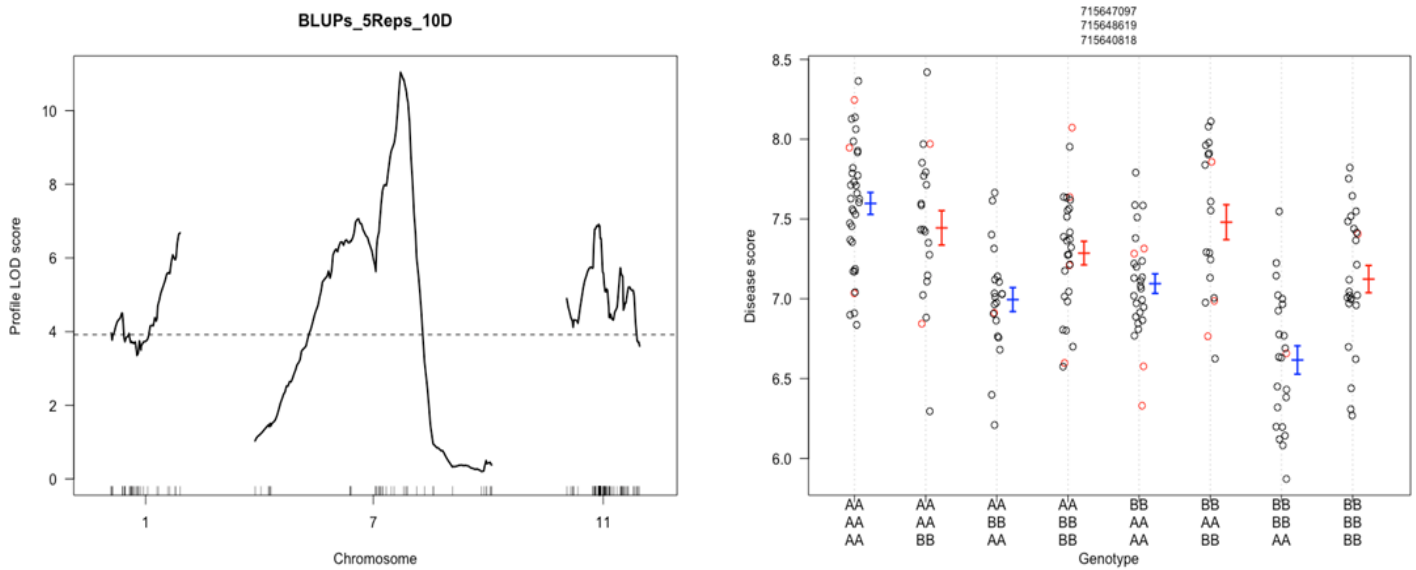 BLUPs_5Reps_10D
Profile LOD score
10
8
6
4
2
0
1 7 11
Chromosome
715647097
715648619
715640818
Disease score
8.5
8.0
7.5
7.0
6.5
6.0
AA AA AA AA BB BB BB BB
AA AA BB BB AA AA BB BB
AA BB AA BB AA BB AA BB
Genotype